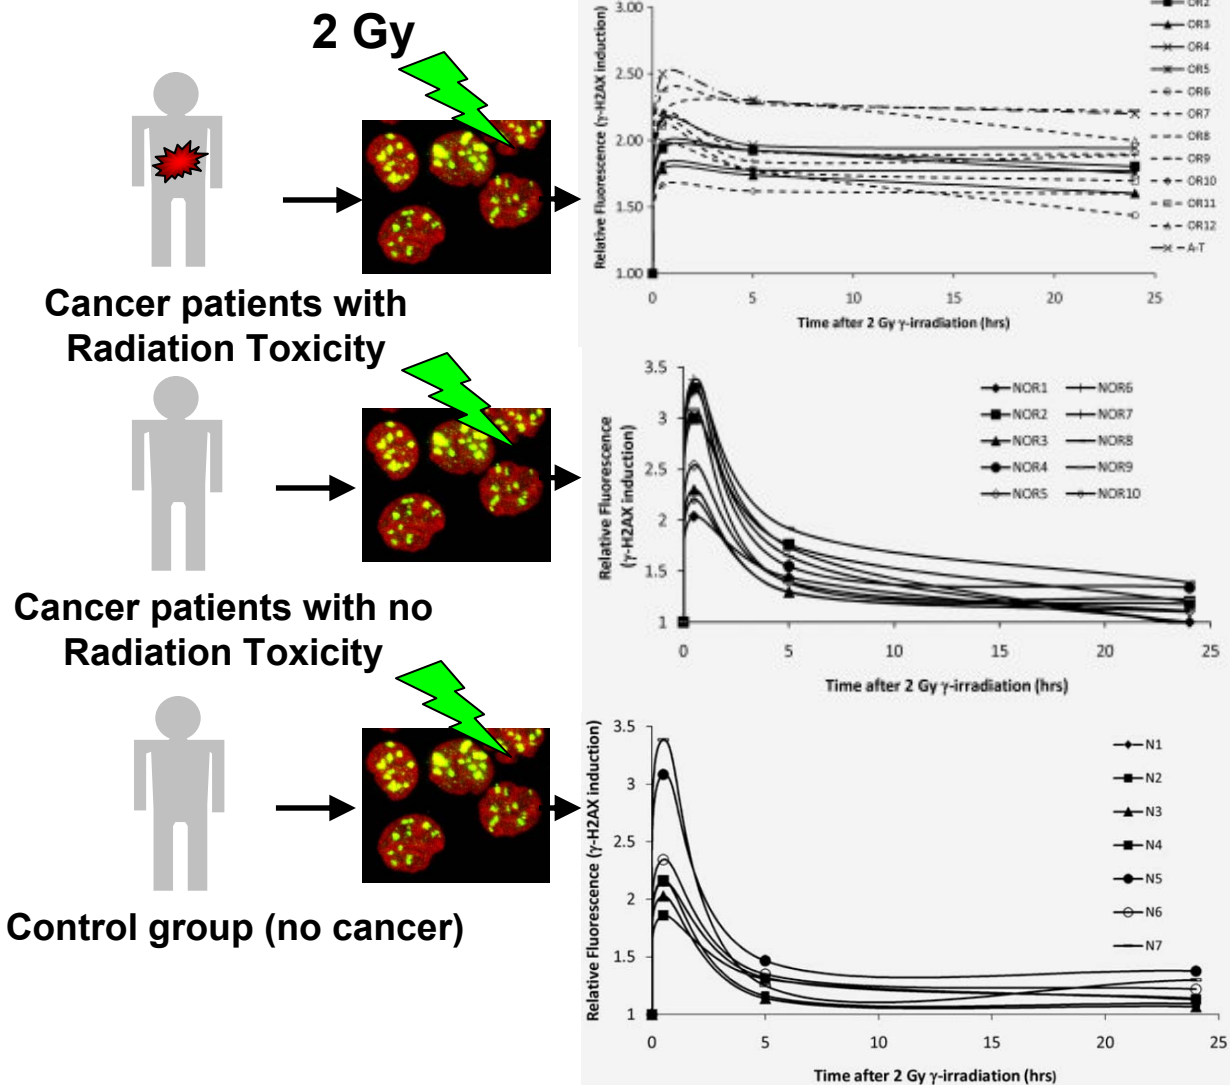 2 Gy
Cancer patients with
Radiation Toxicity
Cancer patients with no
Radiation Toxicity
Control group (no cancer)
Relative Fluorescence (γ-H2AX induction)
3.00
2.50
2.00
1.50
1.00
0
5
10
15
20
25
Time after 2 Gy γ-irradiation (hrs)
OR2
OR3
OR4
OR5
OR6
OR7
OR8
OR9
OR10
OR11
OR12
A-T
Relative Fluorescence
(γ-H2AX induction)
3.5
3
2.5
2
1.5
1
0
5
10
15
20
25
Time after 2 Gy γ-irradiation (hrs)
NOR1
NOR6
NOR2
NOR7
NOR3
NOR8
NOR4
NOR9
NOR5
NOR10
Relative Fluorescence (γ-H2AX induction)
3.5
3
2.5
2
1.5
1
0
5
10
15
20
25
Time after 2 Gy γ-irradiation (hrs)
N1
N2
N3
N4
N5
N6
N7